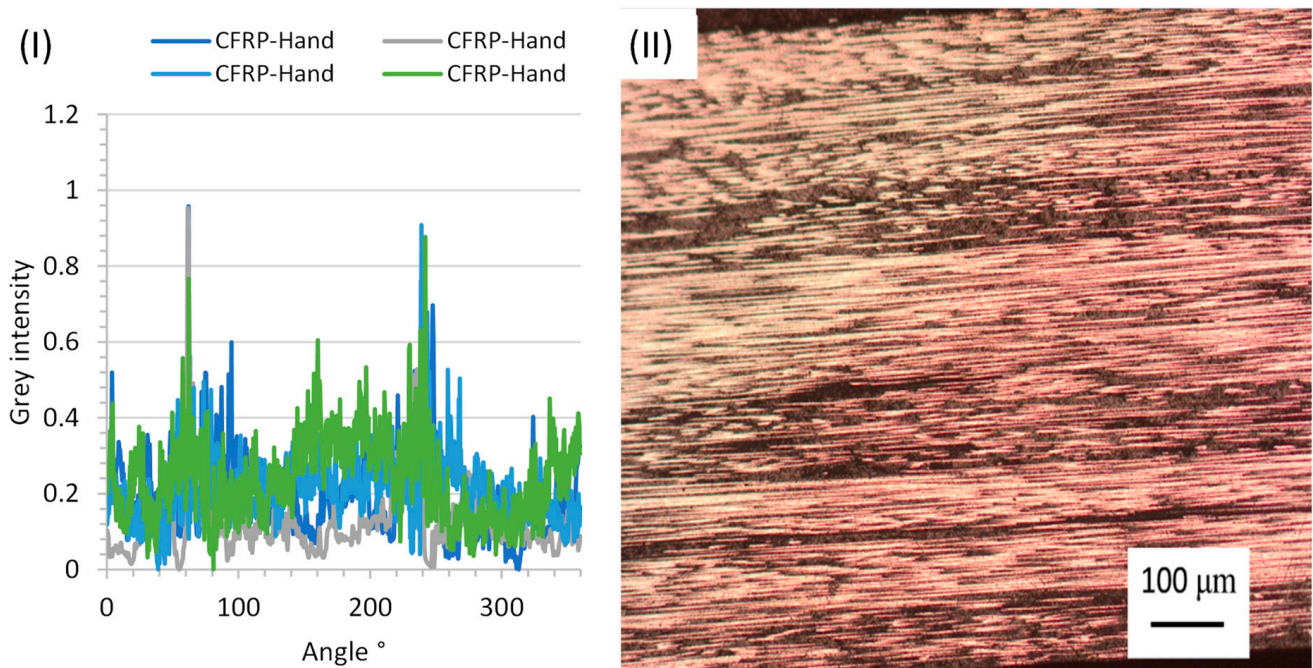 (I)
CFRP-Hand CFRP-Hand
CFRP-Hand CFRP-Hand
1.2
1
0.8
0.6
0.4
0.2
0
0 100 200 300
Grey intensity
Angle °
(II)
100 μm